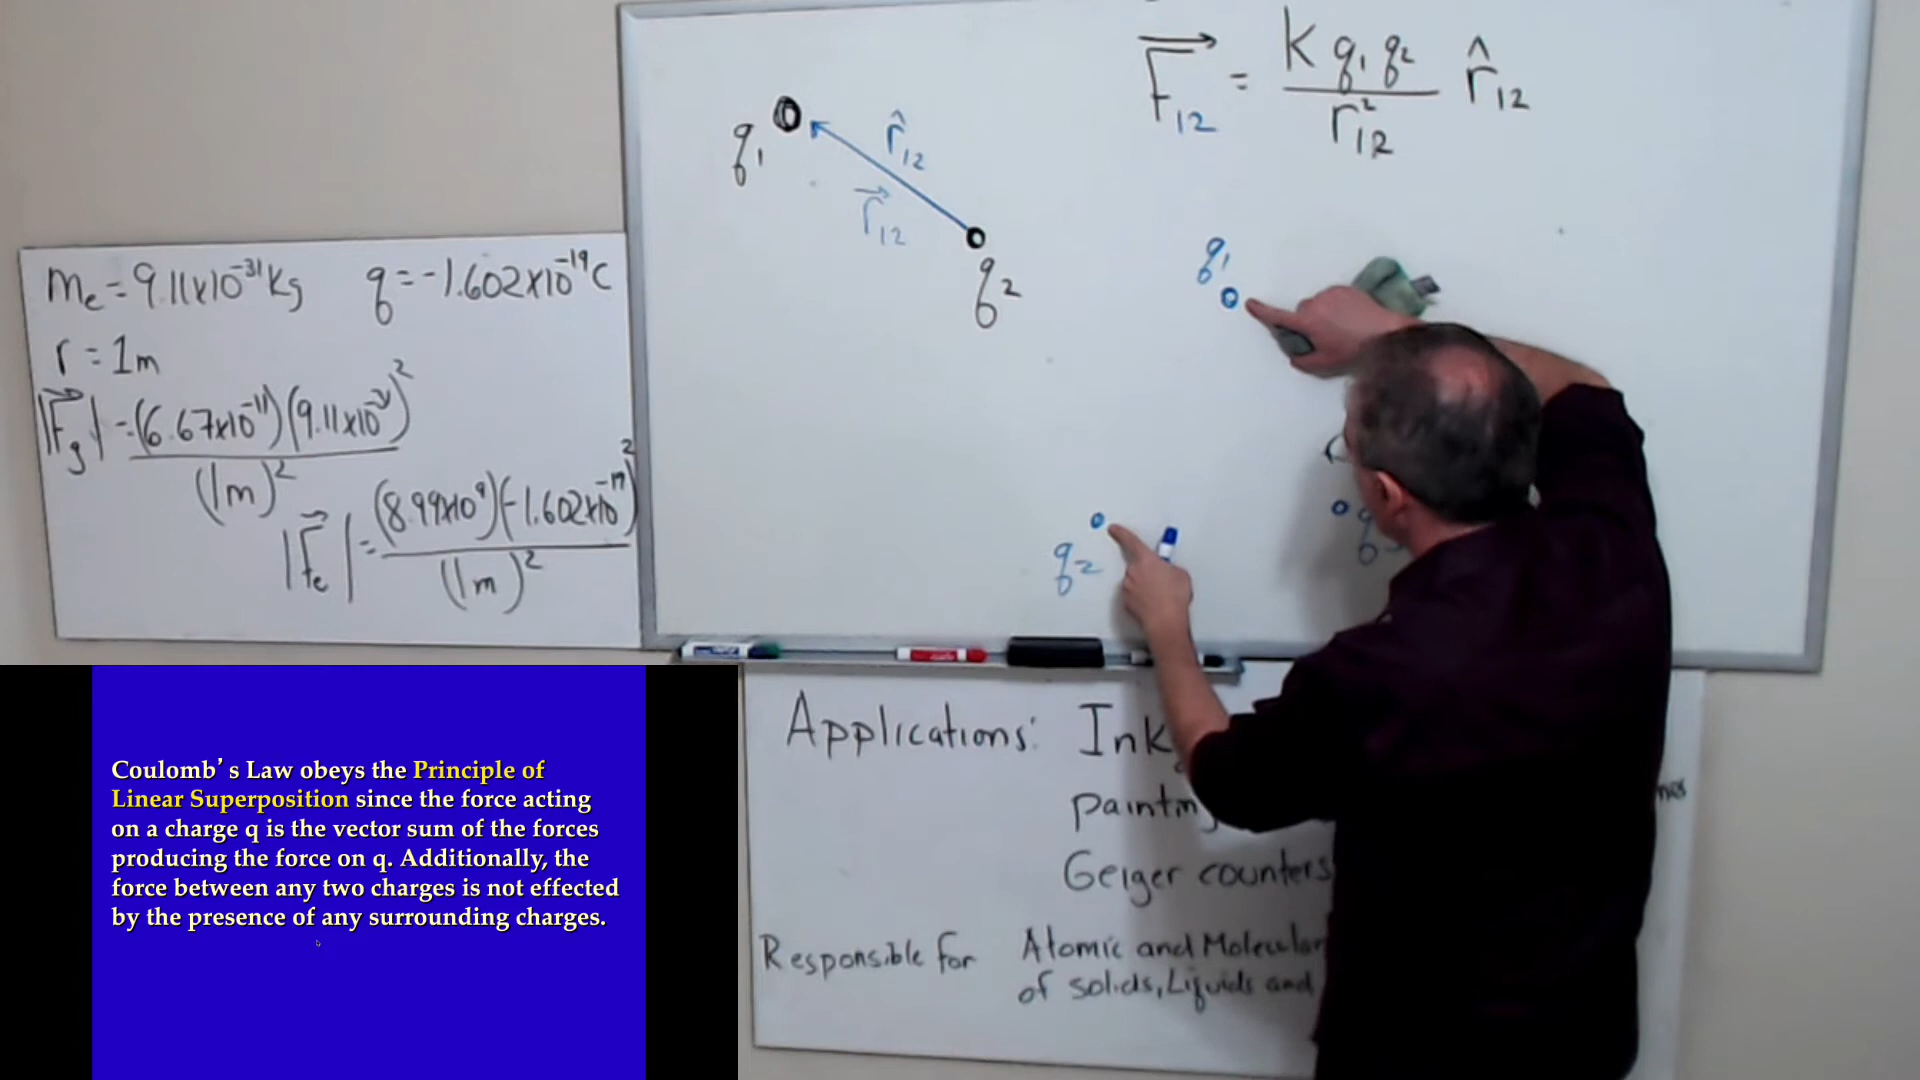 F₁₂ = k q₁ q₂ / r₁₂² r̂₁₂
q₁
r̂₁₂
r₁₂
q₂
q₁
q₂
q
mₑ = 9.11x10⁻³¹ Kg q = -1.602x10⁻¹⁹ C
r = 1m
|F_g| = (6.67x10⁻¹¹)(9.11x10⁻³¹)² / (1m)²
|Fₑ| = (8.99x10⁹)(-1.602x10⁻¹⁹)² / (1m)²
Applications: Ink
Geiger counters
Responsible for Atomic and Molecular
of solids, Liquids and
Coulomb's Law obeys the Principle of
Linear Superposition since the force acting
on a charge q is the vector sum of the forces
producing the force on q. Additionally, the
force between any two charges is not effected
by the presence of any surrounding charges.